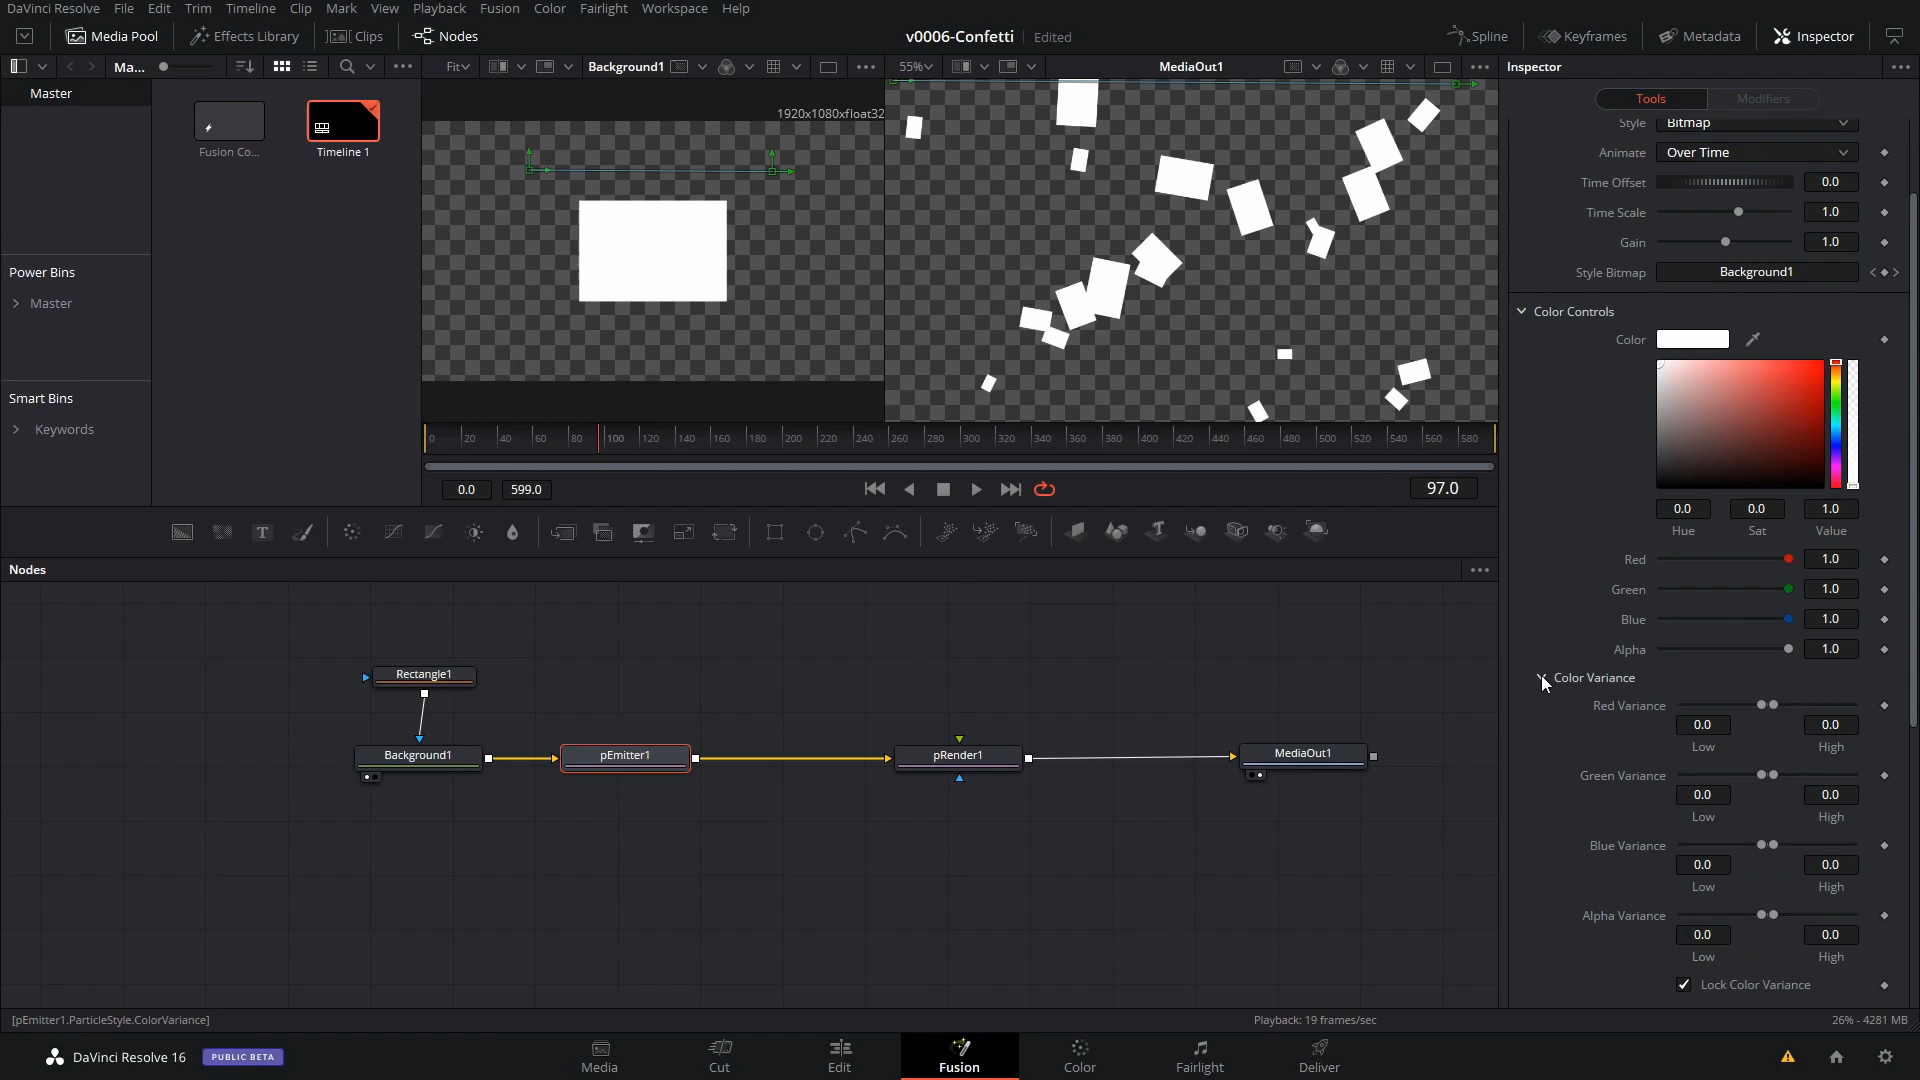 DaVinci Resolve File Edit Trim Timeline Clip Mark View Playback Fusion Color Fairlight Workspace Help
Media Pool Effects Library Clips Nodes v0006-Confetti Edited Spline Keyframes Metadata Inspector
Ma... Fit Background1 55% MediaOut1 Inspector
Master
Fusion Co...
Timeline 1
Power Bins
Master
Smart Bins
Keywords
1920x1080xfloat32
0 20 40 60 80 100 120 140 160 180 200 220 240 260 280 300 320 340 360 380 400 420 440 460 480 500 520 540 560 580
0.0 599.0 97.0
T T
Nodes
Rectangle1
Background1 pEmitter1 pRender1 MediaOut1
Tools Modifiers
Style Bitmap
Animate Over Time
Time Offset 0.0
Time Scale 1.0
Gain 1.0
Style Bitmap Background1
Color Controls
Color
0.0 0.0 1.0
Hue Sat Value
Red 1.0
Green 1.0
Blue 1.0
Alpha 1.0
Color Variance
Red Variance
0.0 0.0
Low High
Green Variance
0.0 0.0
Low High
Blue Variance
0.0 0.0
Low High
Alpha Variance
0.0 0.0
Low High
Lock Color Variance
[pEmitter1.ParticleStyle.ColorVariance] Playback: 19 frames/sec 26% - 4281 MB
DaVinci Resolve 16 PUBLIC BETA Media Cut Edit Fusion Color Fairlight Deliver